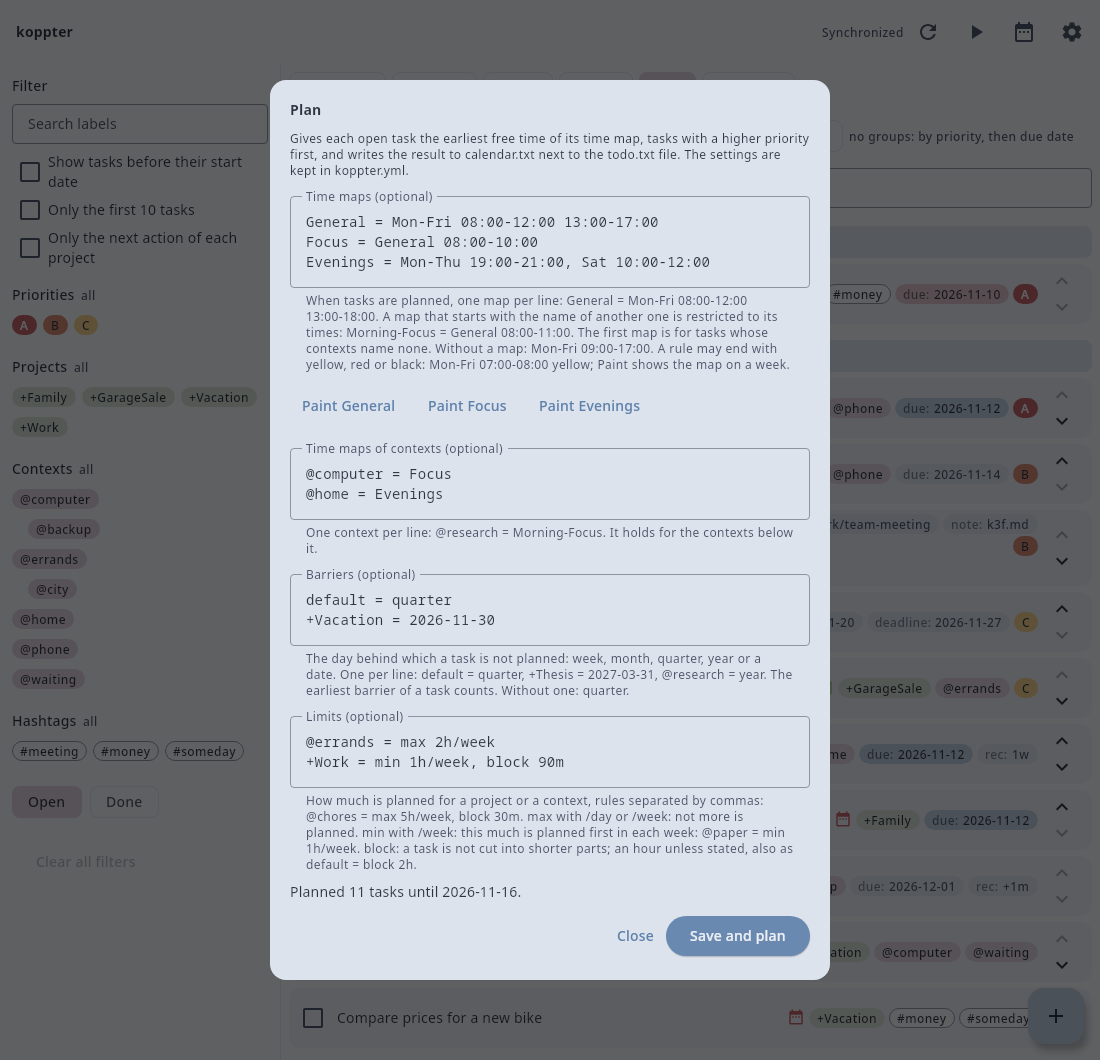 koppter
Synchronized
Filter
Search labels
Show tasks before their start
date
Only the first 10 tasks
Only the next action of each
project
Priorities all
A B C
Projects all
+Family +GarageSale +Vacation
+Work
Contexts all
@computer
@backup
@errands
@city
@home
@phone
@waiting
Hashtags all
#meeting #money #someday
Open Done
Clear all filters
Plan
Gives each open task the earliest free time of its time map, tasks with a higher priority
first, and writes the result to calendar.txt next to the todo.txt file. The settings are
kept in koppter.yml.
Time maps (optional)
General = Mon-Fri 08:00-12:00 13:00-17:00
Focus = General 08:00-10:00
Evenings = Mon-Thu 19:00-21:00, Sat 10:00-12:00
When tasks are planned, one map per line: General = Mon-Fri 08:00-12:00
13:00-18:00. A map that starts with the name of another one is restricted to its
times: Morning-Focus = General 08:00-11:00. The first map is for tasks whose
contexts name none. Without a map: Mon-Fri 09:00-17:00. A rule may end with
yellow, red or black: Mon-Fri 07:00-08:00 yellow; Paint shows the map on a week.
Paint General Paint Focus Paint Evenings
Time maps of contexts (optional)
@computer = Focus
@home = Evenings
One context per line: @research = Morning-Focus. It holds for the contexts below
it.
Barriers (optional)
default = quarter
+Vacation = 2026-11-30
The day behind which a task is not planned: week, month, quarter, year or a
date. One per line: default = quarter, +Thesis = 2027-03-31, @research = year. The
earliest barrier of a task counts. Without one: quarter.
Limits (optional)
@errands = max 2h/week
+Work = min 1h/week, block 90m
How much is planned for a project or a context, rules separated by commas:
@chores = max 5h/week, block 30m. max with /day or /week: not more is
planned. min with /week: this much is planned first in each week: @paper = min
1h/week. block: a task is not cut into shorter parts; an hour unless stated, also as
default = block 2h.
Planned 11 tasks until 2026-11-16.
Close Save and plan
no groups: by priority, then due date
#money due: 2026-11-10 A
@phone due: 2026-11-12 A
@phone due: 2026-11-14 B
rk/team-meeting note: k3f.md
B
1-20 deadline: 2026-11-27 C
+GarageSale @errands C
me due: 2026-11-12 rec: 1w
+Family due: 2026-11-12
p due: 2026-12-01 rec: +1m
ation @computer @waiting
Compare prices for a new bike +Vacation #money #someday